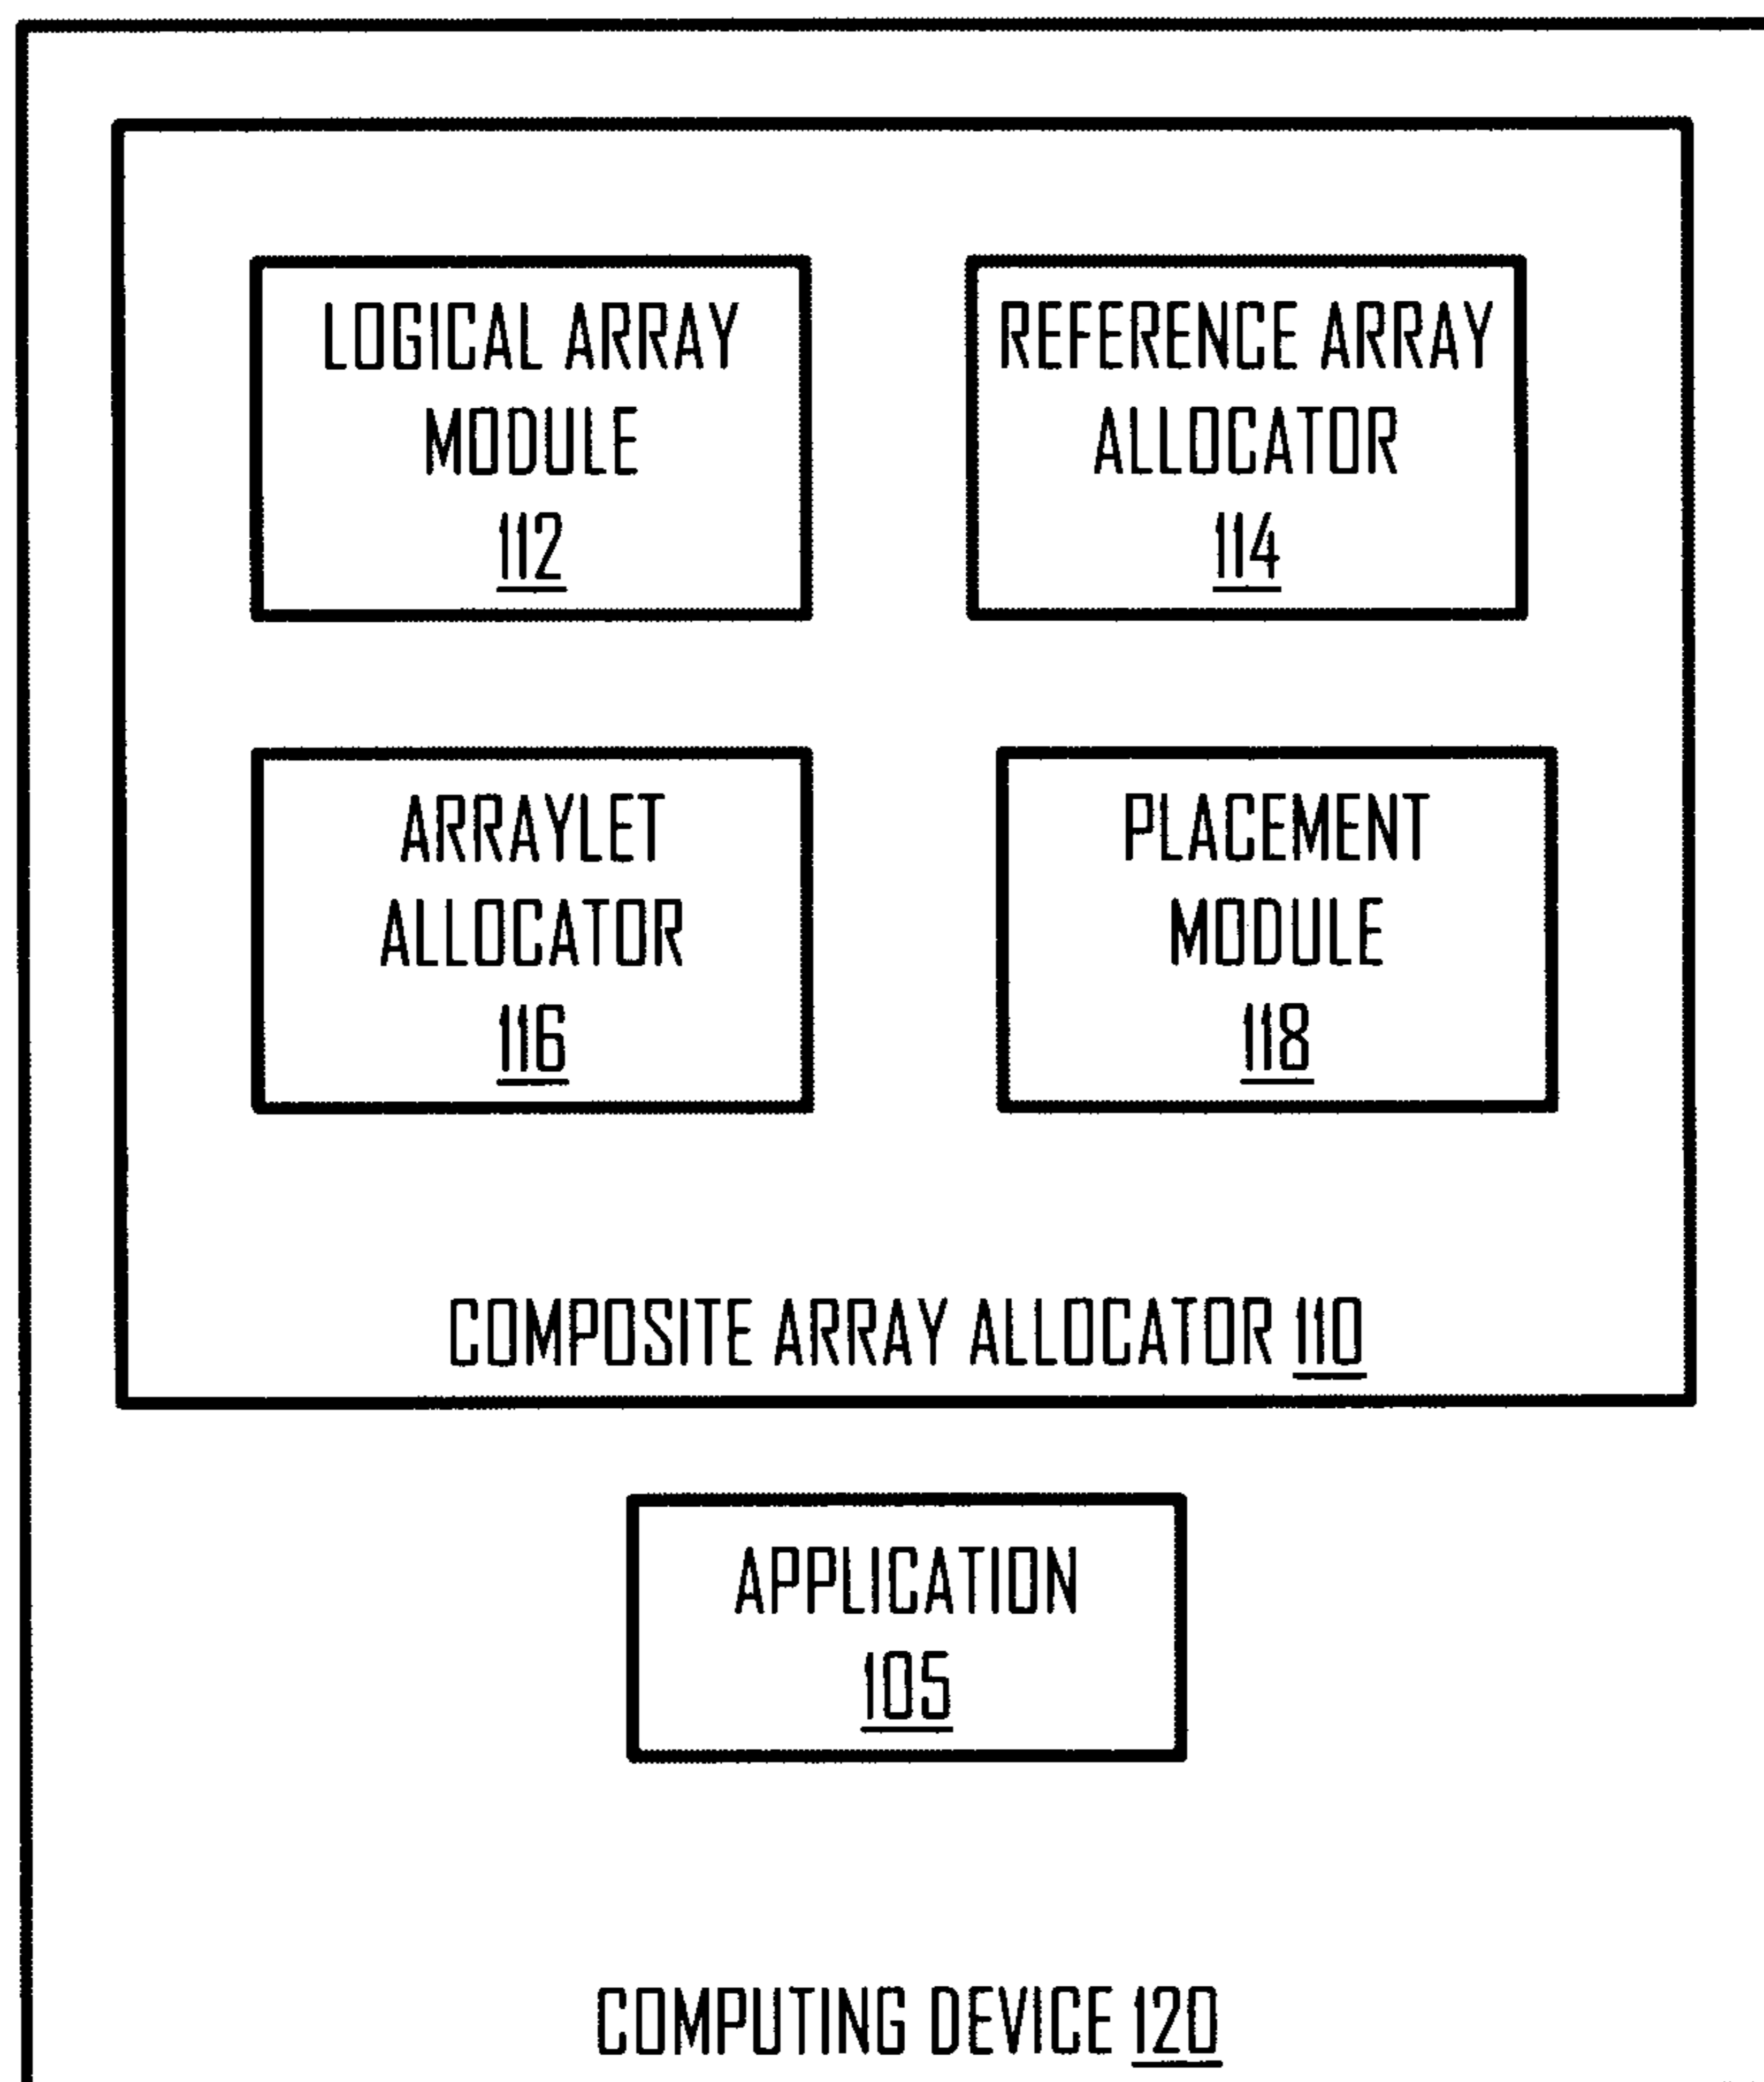 LOGICAL ARRAY
MODULE
112
REFERENCE ARRAY
ALLOCATOR
114
ARRAYLET
ALLOCATOR
116
PLACEMENT
MODULE
118
COMPOSITE ARRAY ALLOCATOR 110
APPLICATION
105
COMPUTING DEVICE 120